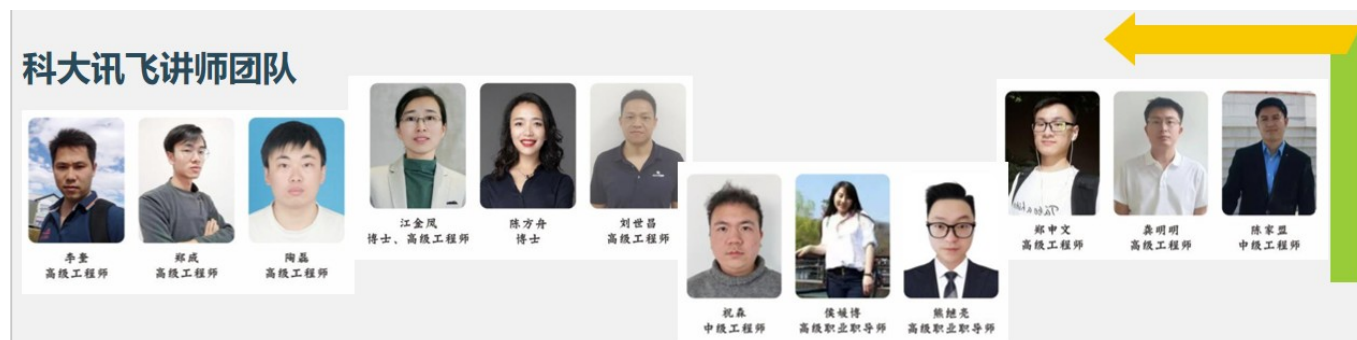 科大讯飞讲师团队
李奎
高级工程师
郑成
高级工程师
陶磊
高级工程师
江金凤
博士、高级工程师
陈方舟
博士
刘世昌
高级工程师
祝森
中级工程师
侯媛博
高级职业职导师
熊继亮
高级职业职导师
郑申文
高级工程师
龚明明
高级工程师
陈家盟
中级工程师